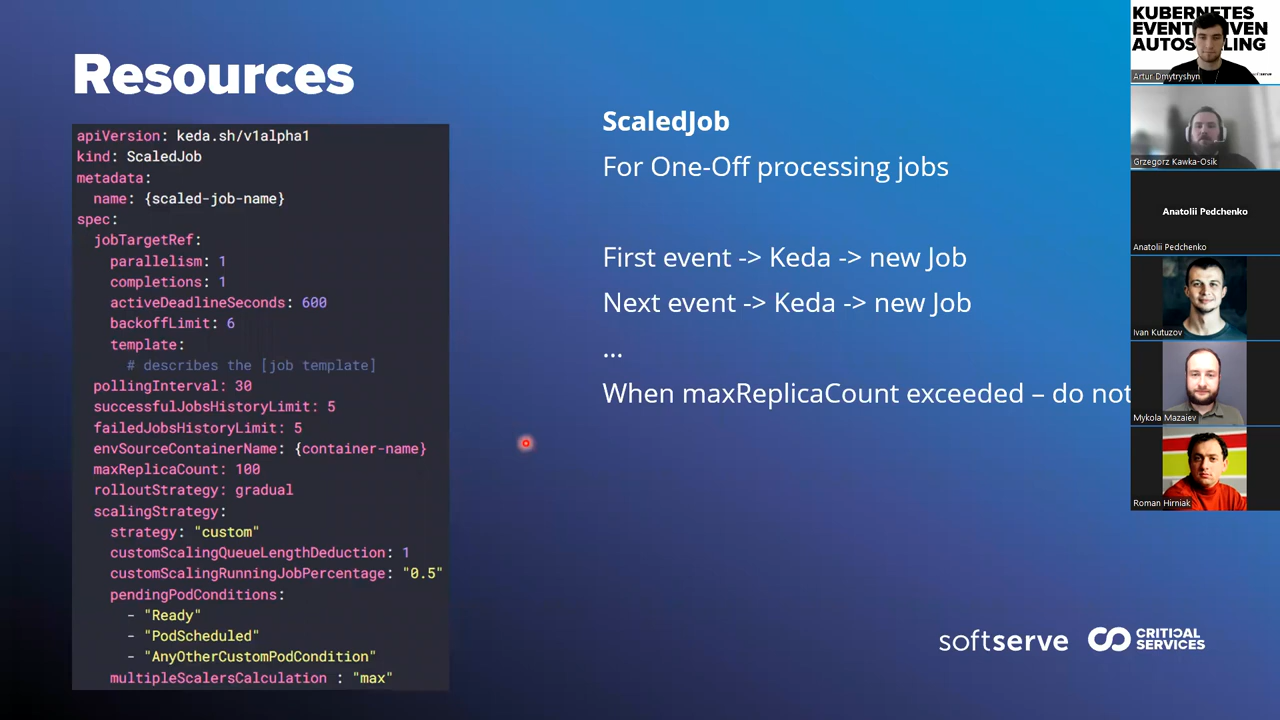 Resources
apiVersion: keda.sh/v1alpha1
kind: ScaledJob
metadata:
name: {scaled-job-name}
spec:
jobTargetRef:
parallelism: 1
completions: 1
activeDeadlineSeconds: 600
backoffLimit: 6
template:
# describes the [job template]
pollingInterval: 30
successfulJobsHistoryLimit: 5
failedJobsHistoryLimit: 5
envSourceContainerName: {container-name}
maxReplicaCount: 100
rolloutStrategy: gradual
scalingStrategy:
strategy: "custom"
customScalingQueueLengthDeduction: 1
customScalingRunningJobPercentage: "0.5"
pendingPodConditions:
- "Ready"
- "PodScheduled"
- "AnyOtherCustomPodCondition"
multipleScalersCalculation : "max"
ScaledJob
For One-Off processing jobs
First event -> Keda -> new Job
Next event -> Keda -> new Job
...
When maxReplicaCount exceeded – do not
softserve
CRITICAL
SERVICES
KUBERNETES
Artur Dmytryshyn
Grzegorz Kawka-Osik
Anatolii Pedchenko
Anatolii Pedchenko
Ivan Kutuzov
Mykola Mazaiev
Roman Hirniak